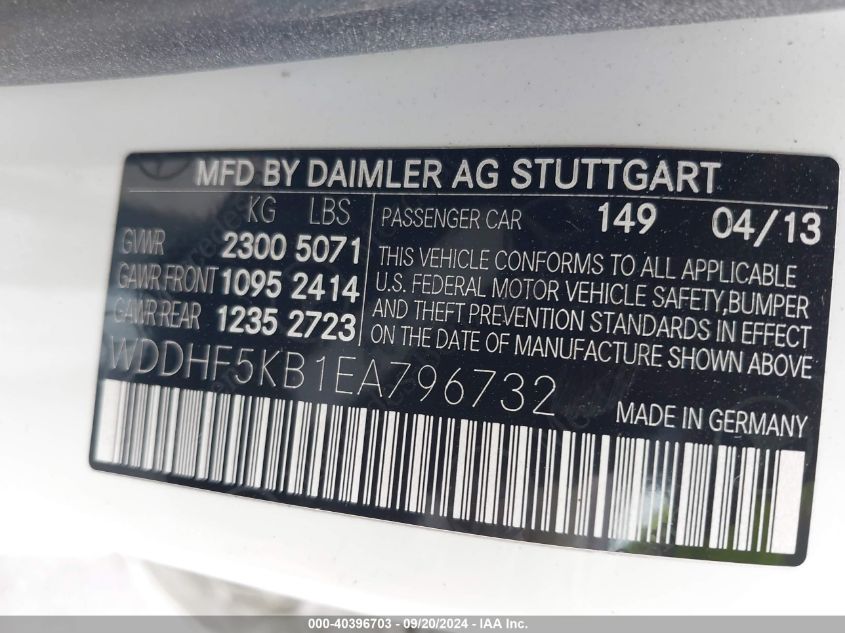 MFD BY DAIMLER AG STUTTGART
KG LBS
GVWR 2300 5071
GAWR FRONT 1095 2414
GAWR REAR 1235 2723
PASSENGER CAR 149 04/13
THIS VEHICLE CONFORMS TO ALL APPLICABLE
U.S. FEDERAL MOTOR VEHICLE SAFETY,BUMPER
AND THEFT PREVENTION STANDARDS IN EFFECT
ON THE DATE OF MANUFACTURE SHOWN ABOVE
WDDHF5KB1EA796732
MADE IN GERMANY
000-40396703 - 09/20/2024 - IAA Inc.